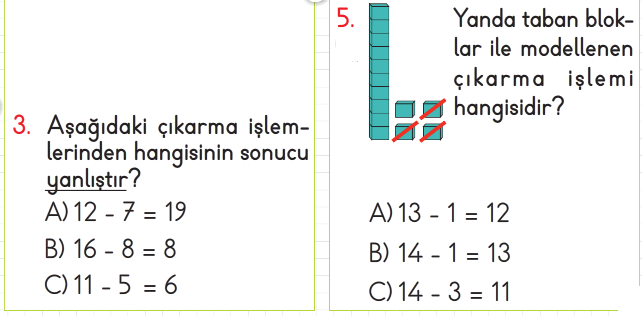 3. Aşağıdaki çıkarma işlem-
lerinden hangisinin sonucu
yanlıştır?
A) 12 - 7 = 19
B) 16 - 8 = 8
C) 11 - 5 = 6
5. Yanda taban blok-
lar ile modellenen
çıkarma işlemi
hangisidir?
A) 13 - 1 = 12
B) 14 - 1 = 13
C) 14 - 3 = 11